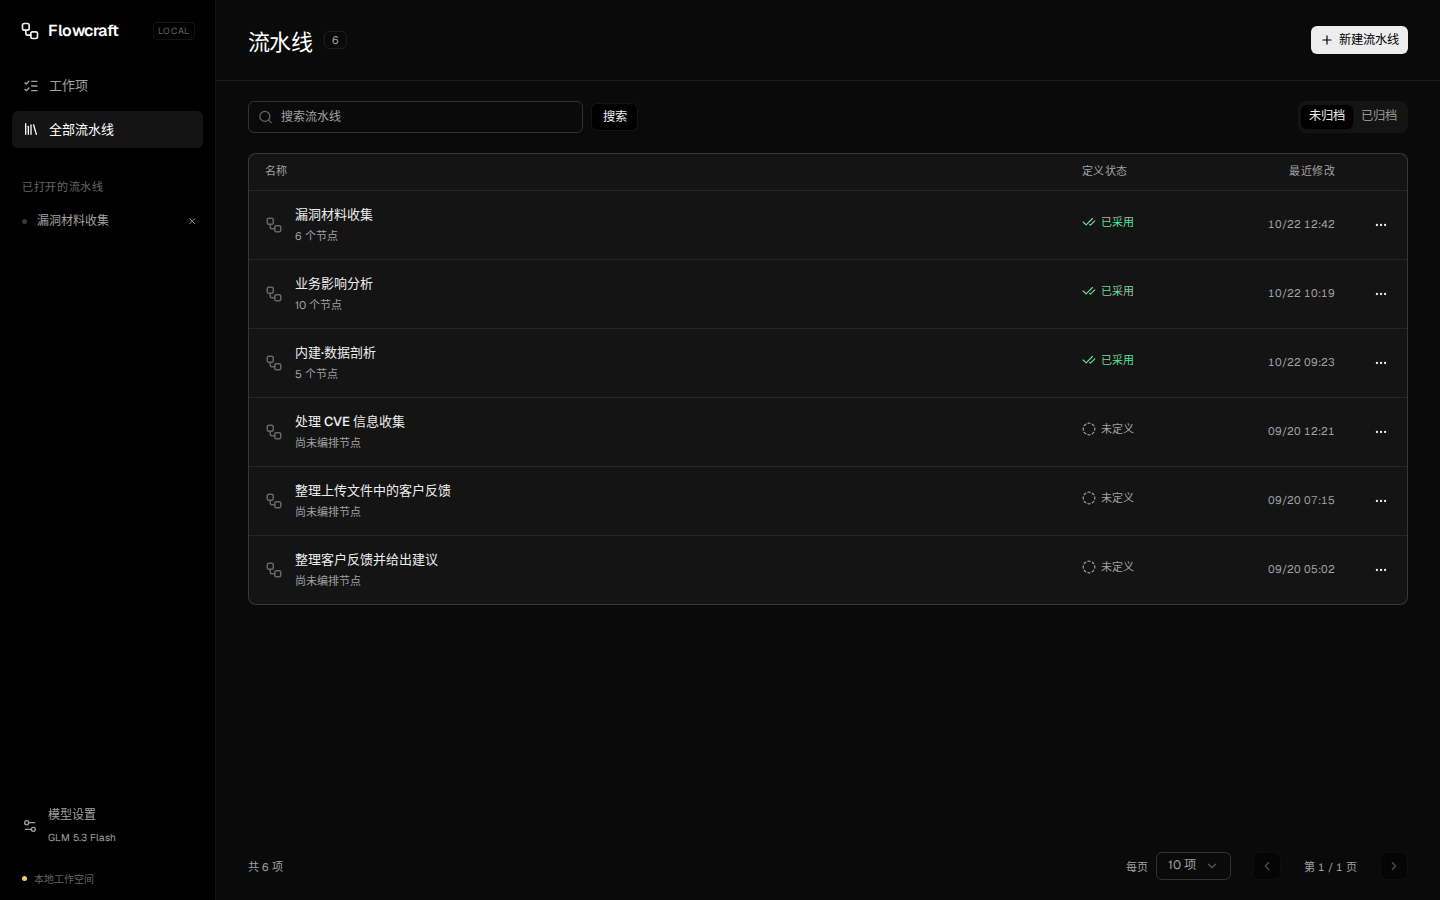 Flowcraft LOCAL
工作项
全部流水线
已打开的流水线
漏洞材料收集
模型设置
GLM 5.3 Flash
本地工作空间
流水线 6
新建流水线
搜索流水线 搜索
未归档 已归档
名称 定义状态 最近修改
漏洞材料收集
6 个节点
已采用 10/22 12:42
业务影响分析
10 个节点
已采用 10/22 10:19
内建·数据剖析
5 个节点
已采用 10/22 09:23
处理 CVE 信息收集
尚未编排节点
未定义 09/20 12:21
整理上传文件中的客户反馈
尚未编排节点
未定义 09/20 07:15
整理客户反馈并给出建议
尚未编排节点
未定义 09/20 05:02
共 6 项
每页 10 项 第 1 / 1 页